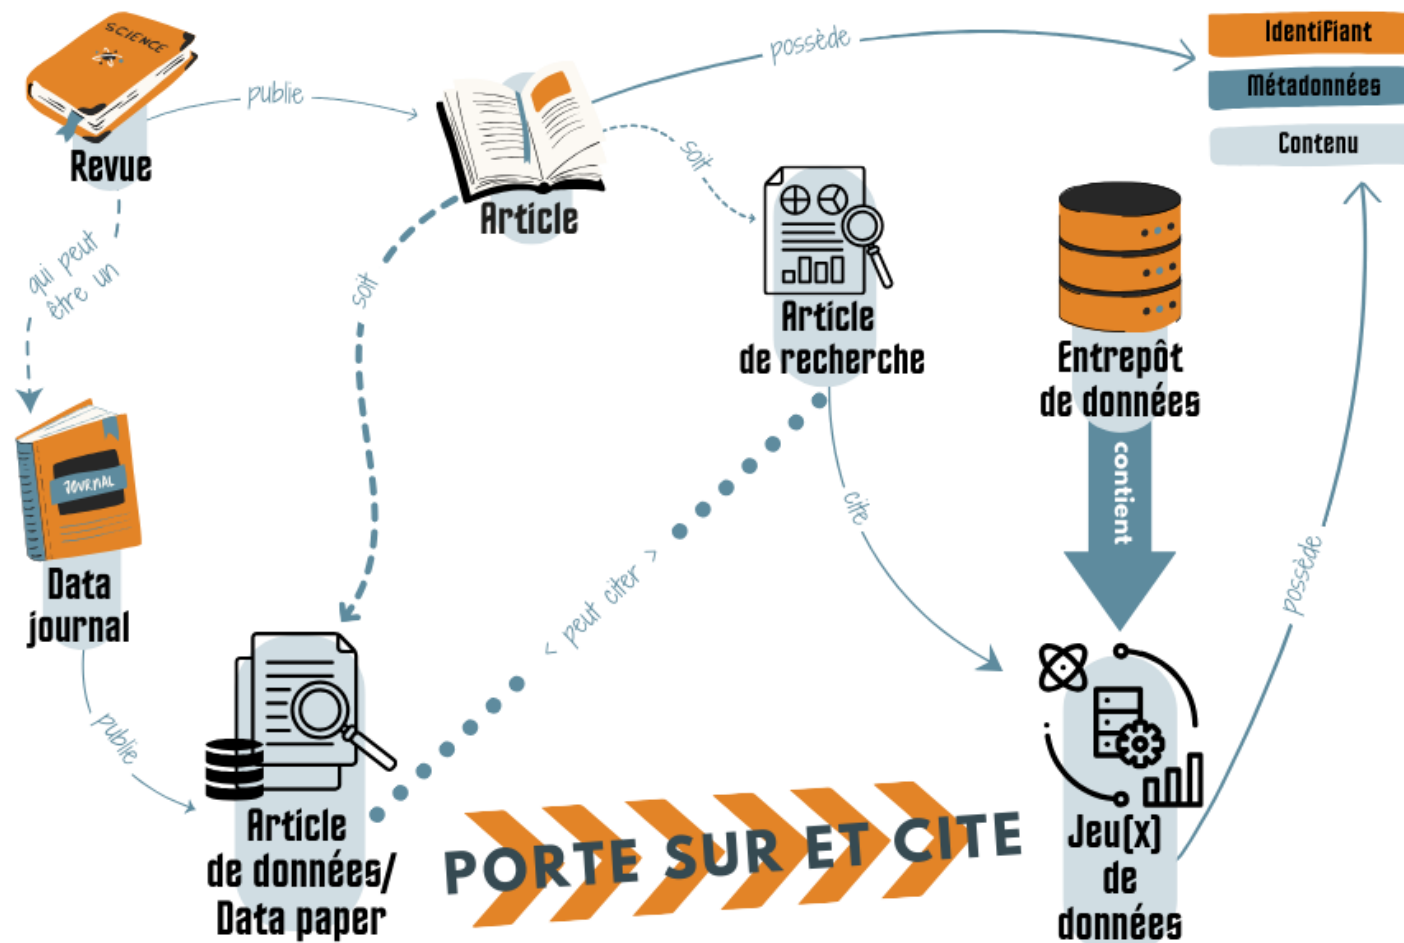 SCIENCE
Revue
publie
Article
possède
Identifiant
Métadonnées
Contenu
soit
Article
de recherche
Entrepôt
de données
contient
qui peut
être un
soit
JOURNAL
Data
journal
publie
cite
< peut citer >
possède
Article
de données/
Data paper
PORTE SUR ET CITE
Jeu(x)
de
données